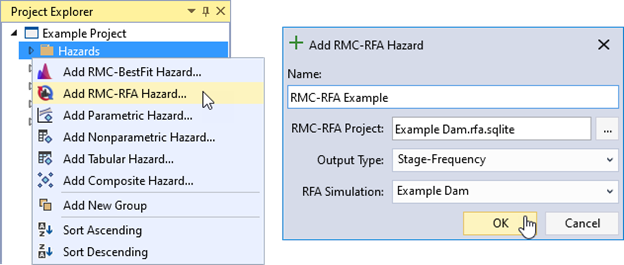 Project Explorer
Example Project
Hazards
Add RMC-BestFit Hazard...
Add RMC-RFA Hazard...
Add Parametric Hazard...
Add Nonparametric Hazard...
Add Tabular Hazard...
Add Composite Hazard...
Add New Group
Sort Ascending
Sort Descending
Add RMC-RFA Hazard
Name:
RMC-RFA Example
RMC-RFA Project: Example Dam.rfa.sqlite ...
Output Type: Stage-Frequency
RFA Simulation: Example Dam
OK Cancel